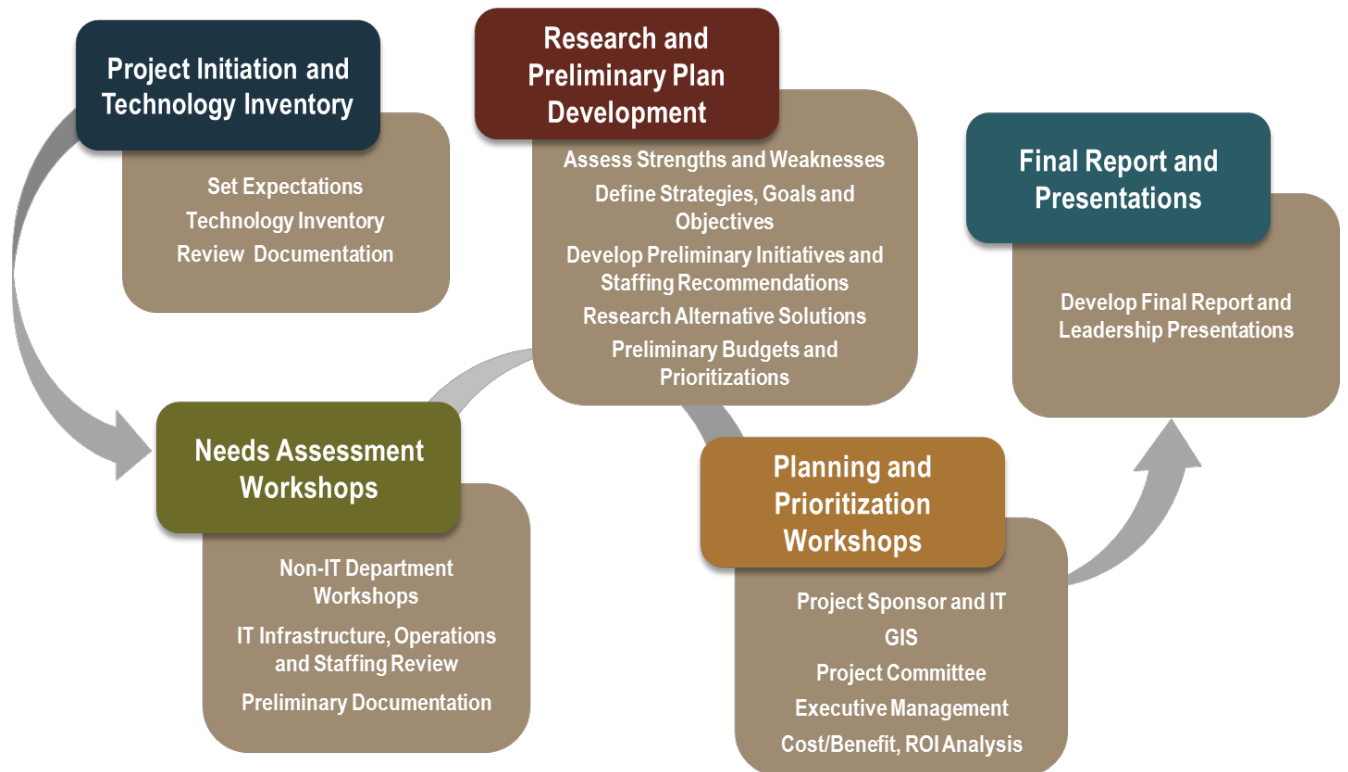 Project Initiation and
Technology Inventory
Set Expectations
Technology Inventory
Review Documentation
Needs Assessment
Workshops
Non-IT Department
Workshops
IT Infrastructure, Operations
and Staffing Review
Preliminary Documentation
Research and
Preliminary Plan
Development
Assess Strengths and Weaknesses
Define Strategies, Goals and
Objectives
Develop Preliminary Initiatives and
Staffing Recommendations
Research Alternative Solutions
Preliminary Budgets and
Prioritizations
Planning and
Prioritization
Workshops
Project Sponsor and IT
GIS
Project Committee
Executive Management
Cost/Benefit, ROI Analysis
Final Report and
Presentations
Develop Final Report and
Leadership Presentations